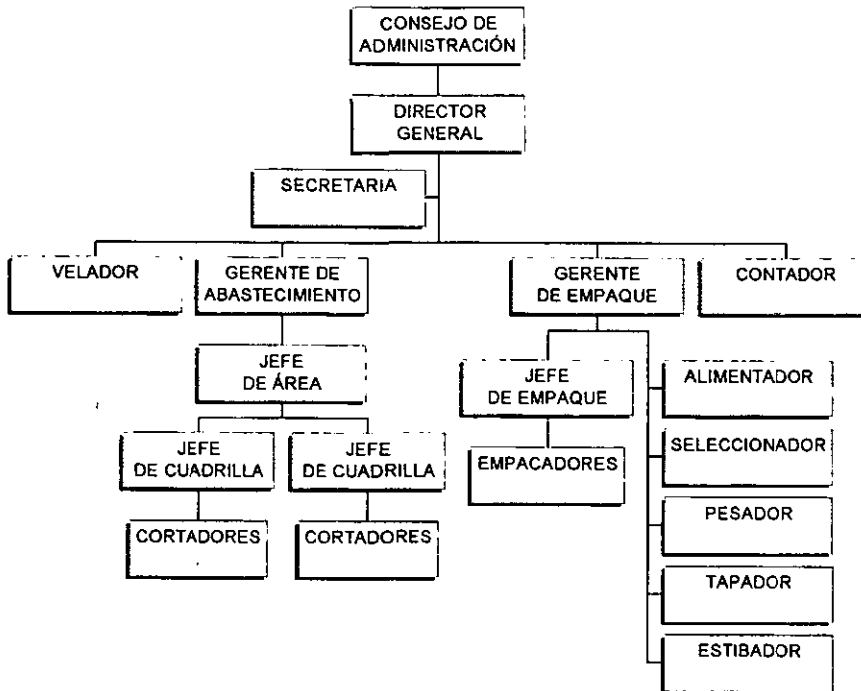 CONSEJO DE
ADMINISTRACIÓN
DIRECTOR
GENERAL
SECRETARIA
VELADOR
GERENTE DE
ABASTECIMIENTO
GERENTE
DE EMPAQUE
CONTADOR
JEFE
DE ÁREA
JEFE
DE EMPAQUE
ALIMENTADOR
JEFE
DE CUADRILLA
JEFE
DE CUADRILLA
EMPACADORES
SELECCIONADOR
CORTADORES
CORTADORES
PESADOR
TAPADOR
ESTIBADOR